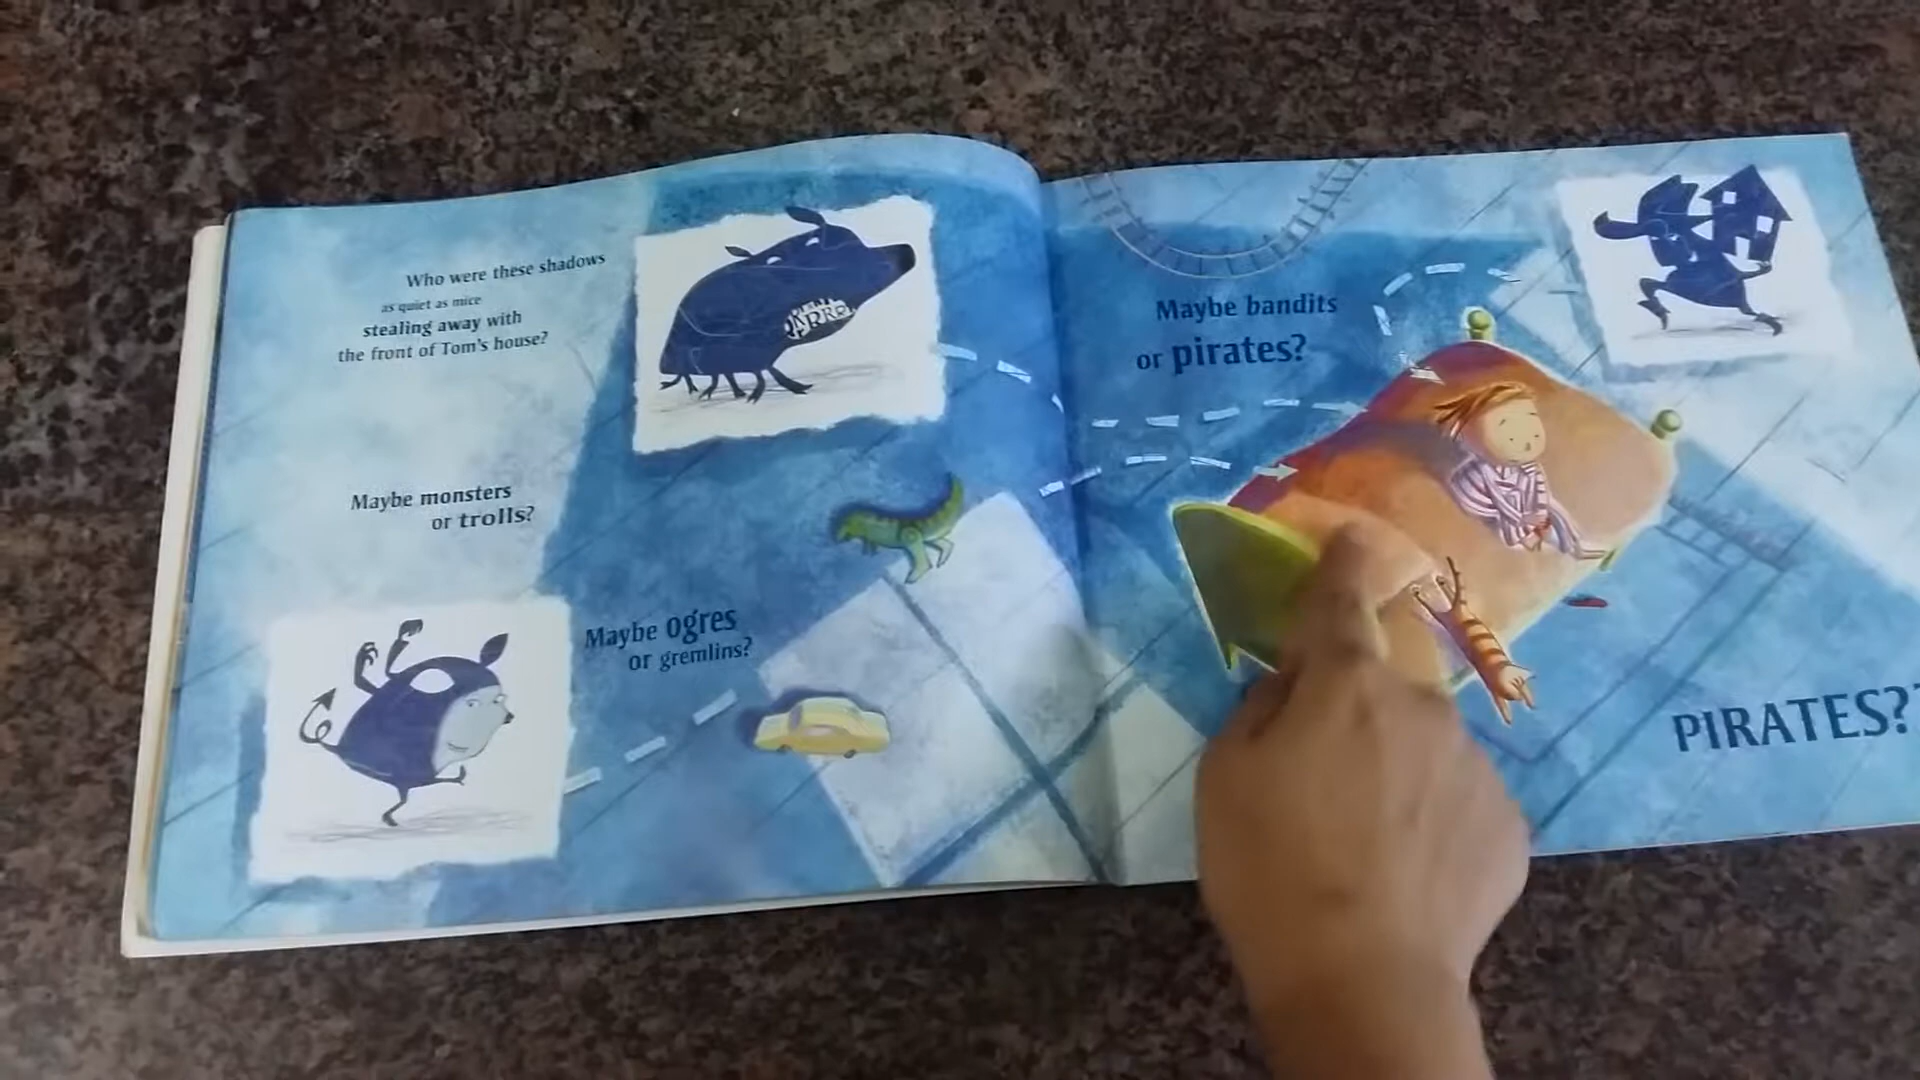 Who were these shadows
as quiet as mice
stealing away with
the front of Tom's house?
Maybe monsters
or trolls?
Maybe ogres
or gremlins?
Maybe bandits
or pirates?
PIRATES?